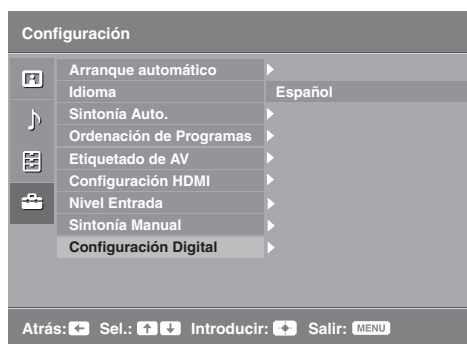 Configuración
Arranque automático
Idioma Español
Sintonía Auto.
Ordenación de Programas
Etiquetado de AV
Configuración HDMI
Nivel Entrada
Sintonía Manual
Configuración Digital
Atrás: Sel.: Introducir: Salir: MENU